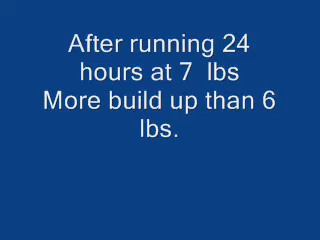 After running 24
hours at 7 lbs
More build up than 6
lbs.